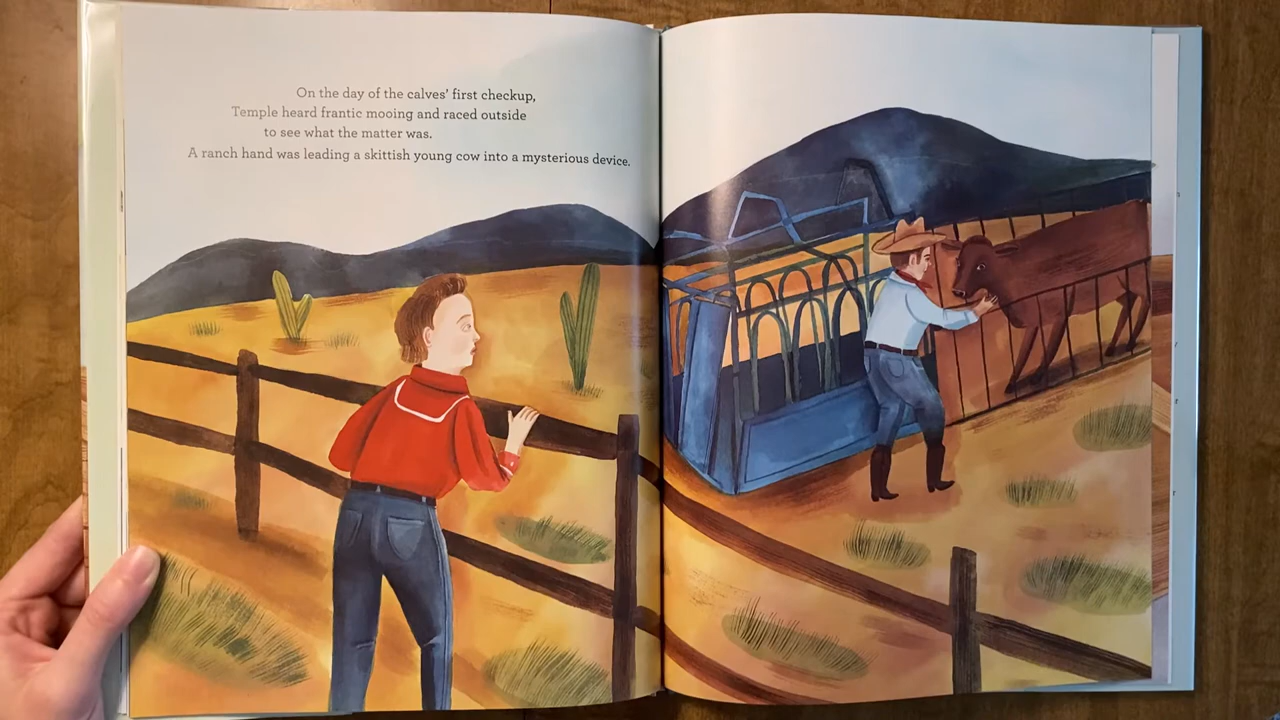 On the day of the calves’ first checkup,
Temple heard frantic mooing and raced outside
to see what the matter was.
A ranch hand was leading a skittish young cow into a mysterious device.